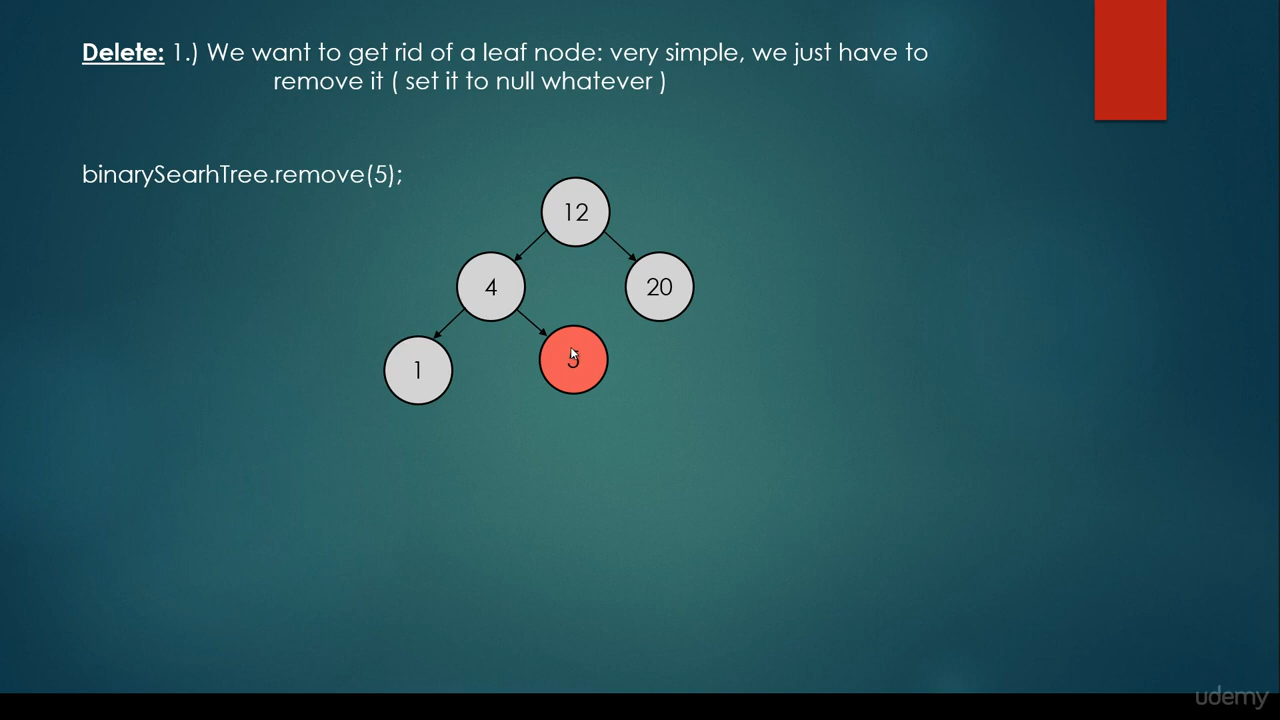 Delete: 1.) We want to get rid of a leaf node: very simple, we just have to
remove it ( set it to null whatever )
binarySearhTree.remove(5);
12
4
20
1
5
udemy